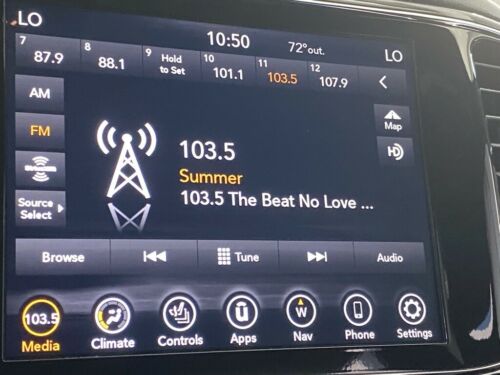 LO
10:50
72°out.
LO
7
87.9
8
88.1
9
Hold
to Set
10
101.1
11
103.5
12
107.9
AM
FM
SiriusXM
Source
Select
Map
HD
103.5
Summer
103.5 The Beat No Love ...
Browse
Tune
Audio
103.5
Media
Climate
Controls
ū
Apps
W
Nav
Phone
Settings